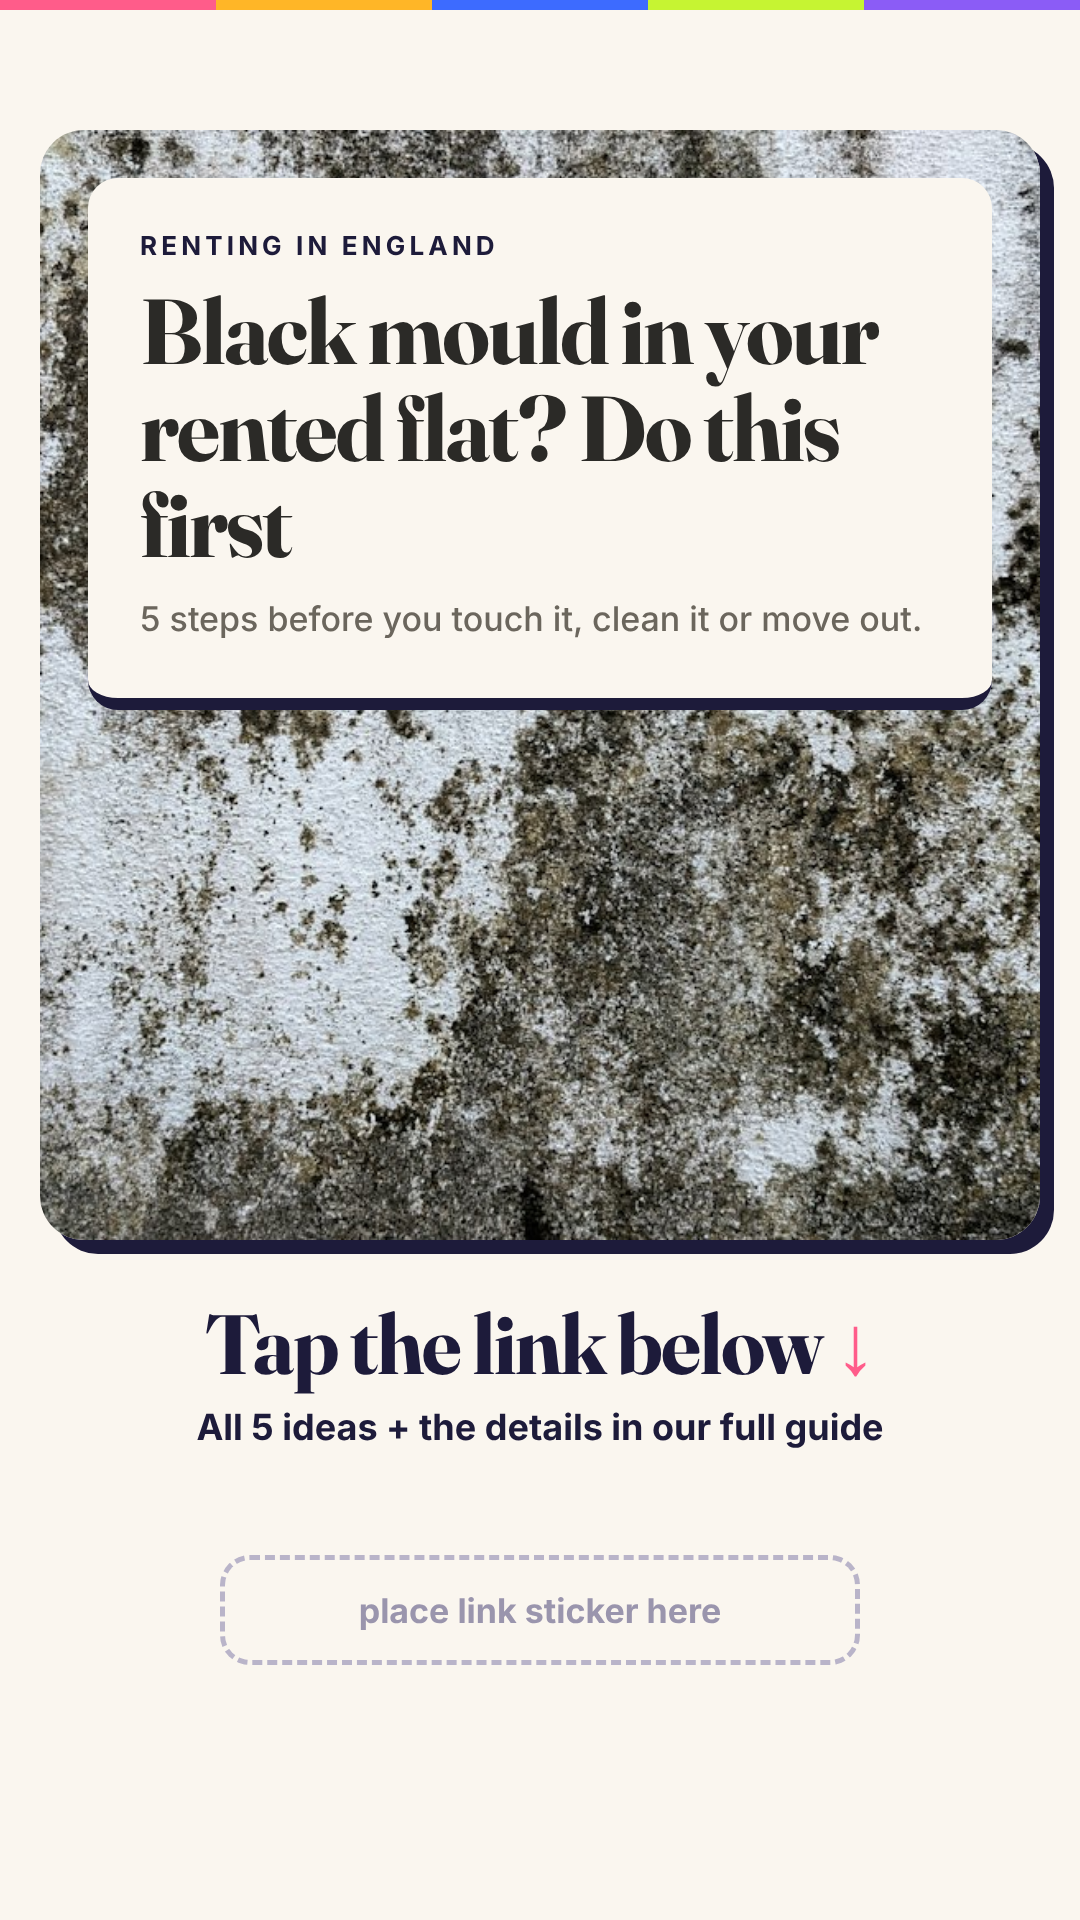 RENTING IN ENGLAND
Black mould in your
rented flat? Do this
first
5 steps before you touch it, clean it or move out.
Tap the link below ↓
All 5 ideas + the details in our full guide
place link sticker here